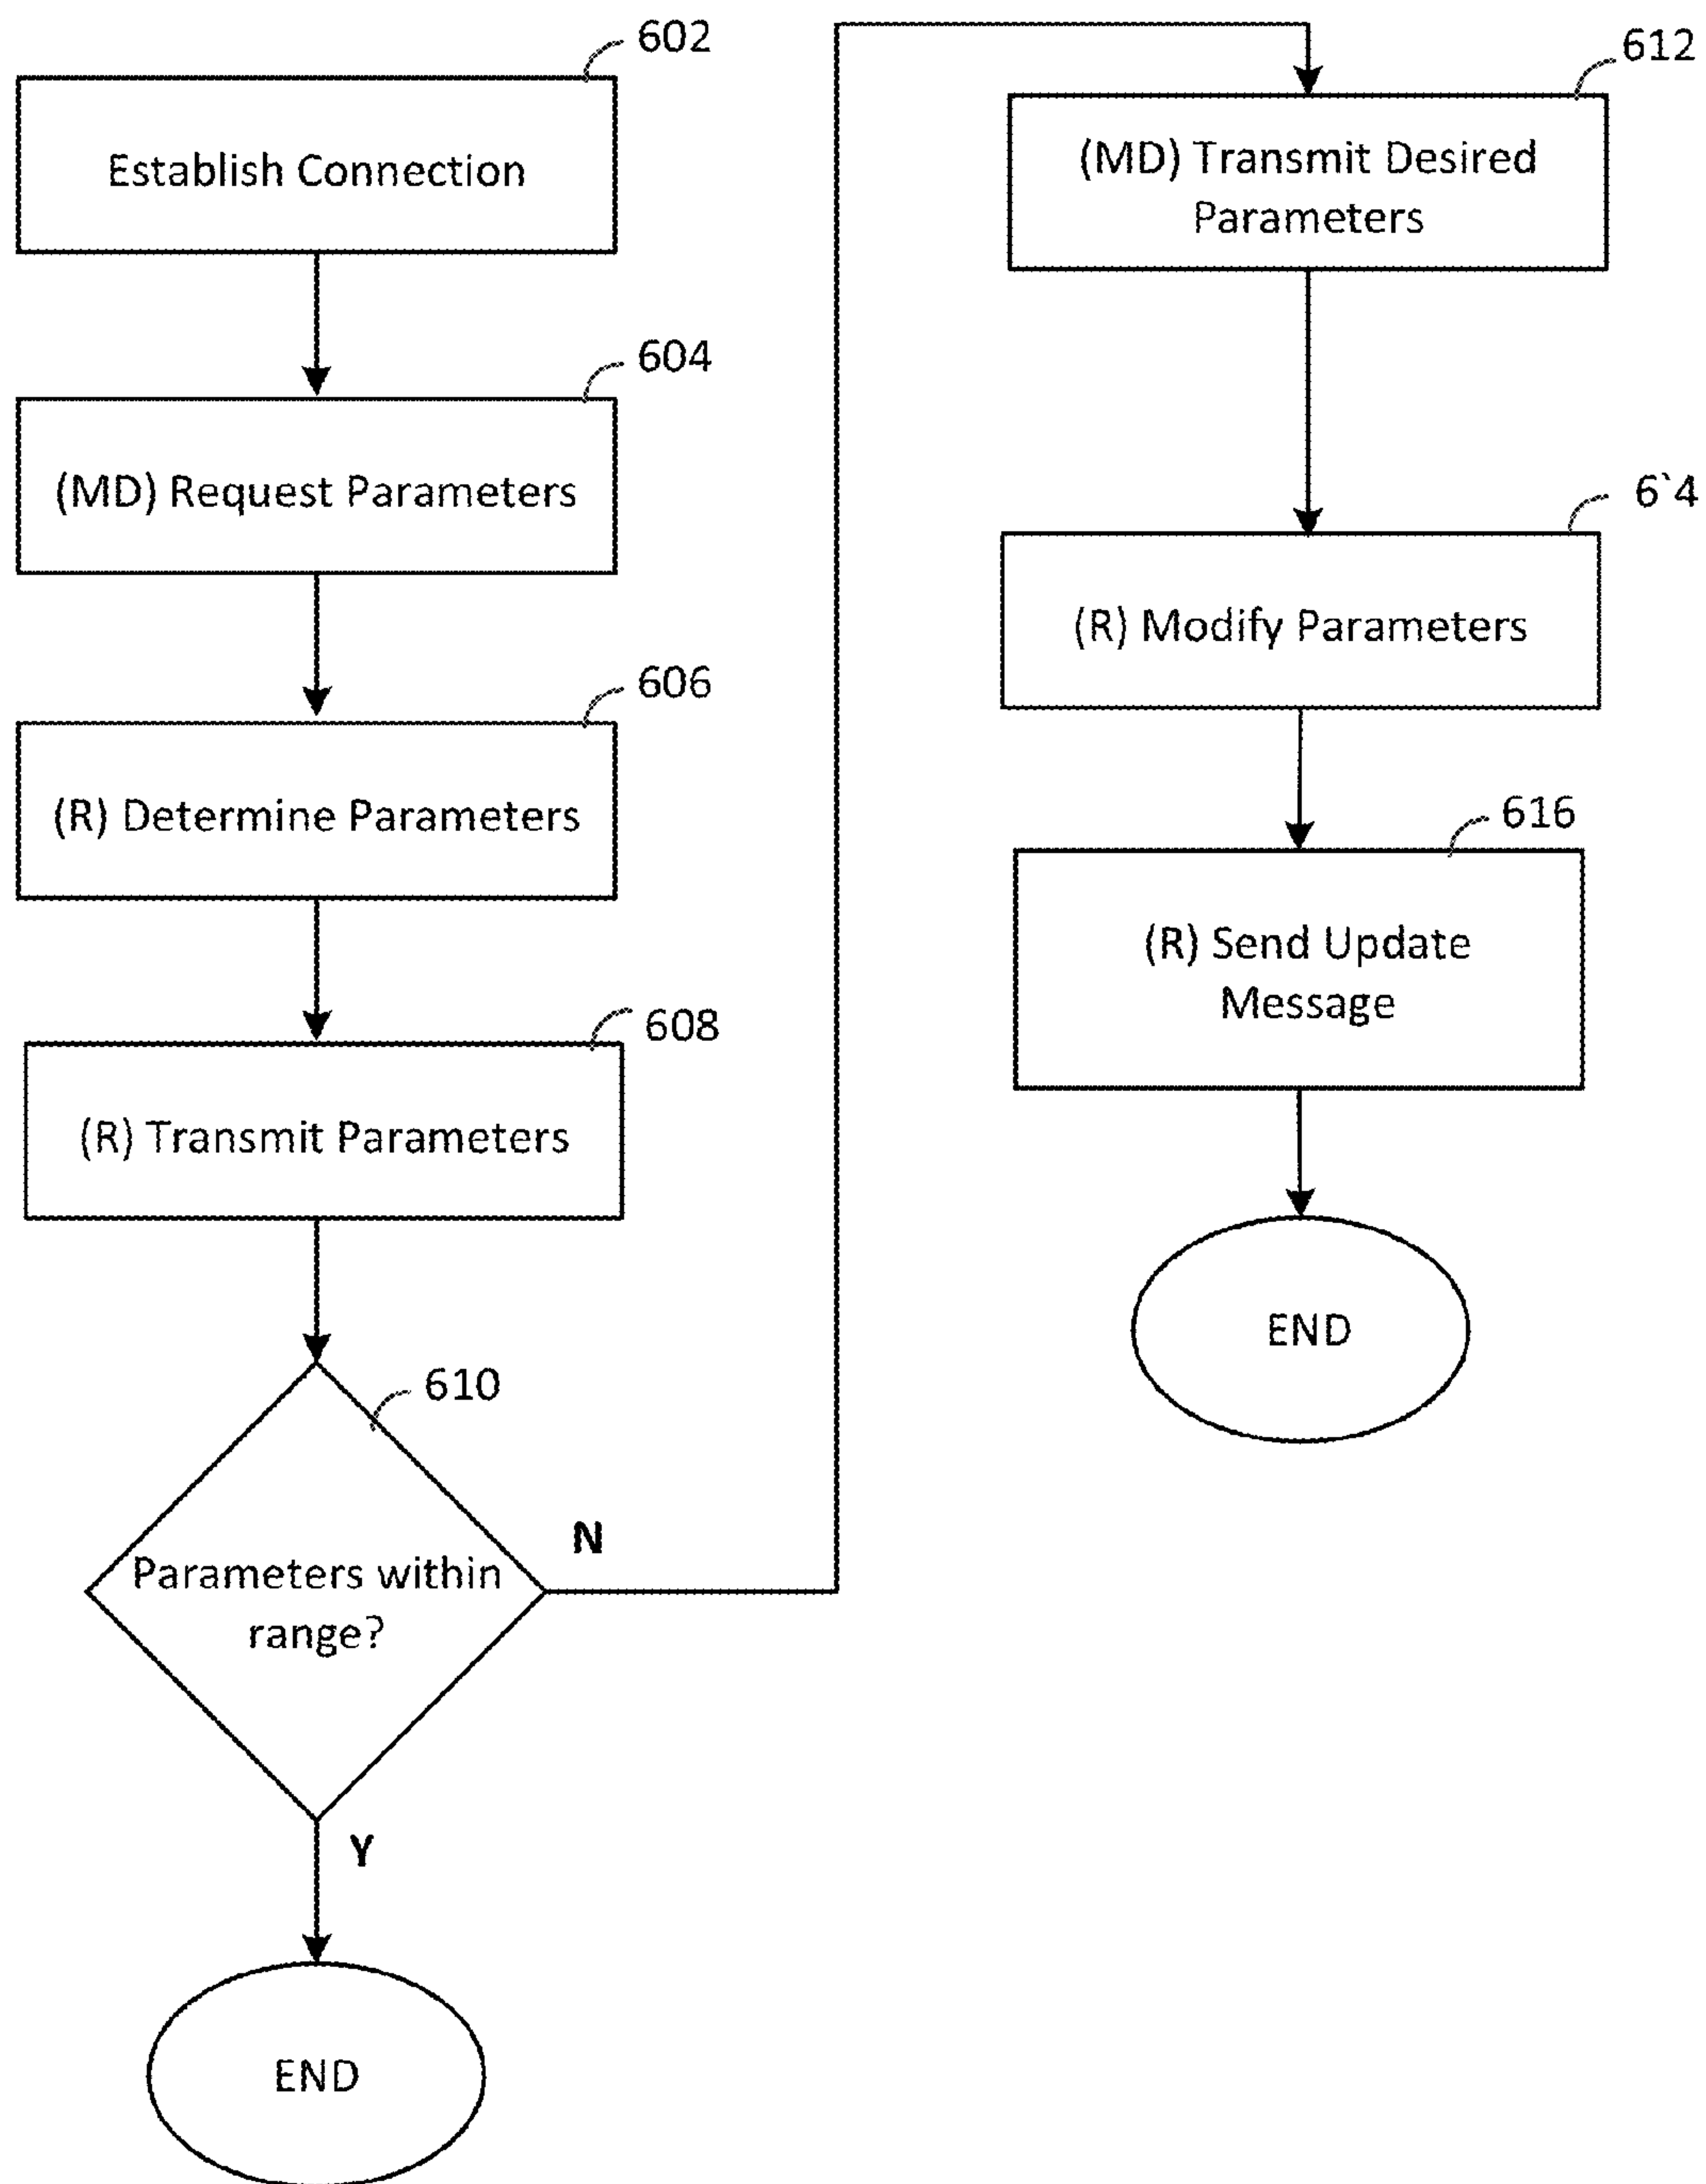 602
Establish Connection
604
(MD) Request Parameters
606
(R) Determine Parameters
608
(R) Transmit Parameters
610
Parameters within
range?
N
Y
END
612
(MD) Transmit Desired
Parameters
6`4
(R) Modify Parameters
616
(R) Send Update
Message
END